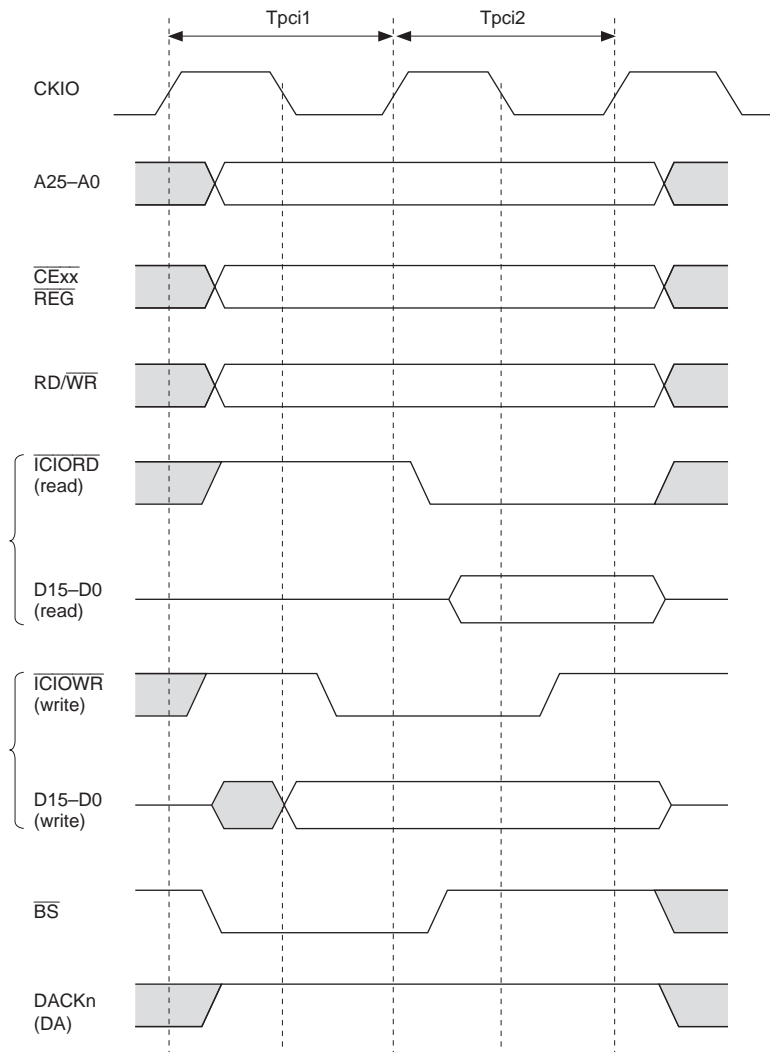 Tpci1 Tpci2
CKIO
A25–A0
CExx
REG
RD/WR
ICIORD
(read)
D15–D0
(read)
ICIOWR
(write)
D15–D0
(write)
BS
DACKn
(DA)